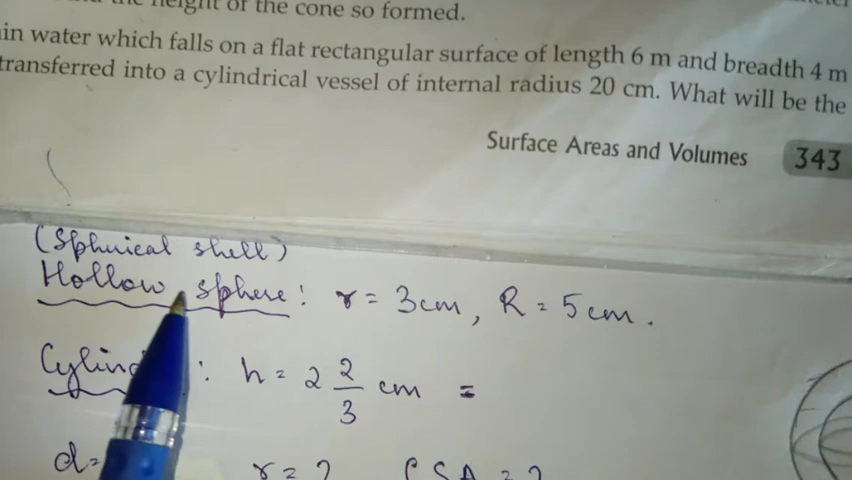 the height of the cone so formed.
in water which falls on a flat rectangular surface of length 6 m and breadth 4 m
transferred into a cylindrical vessel of internal radius 20 cm. What will be the
Surface Areas and Volumes 343
(Spherical shell)
Hollow sphere : r = 3cm, R = 5 cm.
: h = 2 2/3 cm =
d=
r = ? CSA = ?